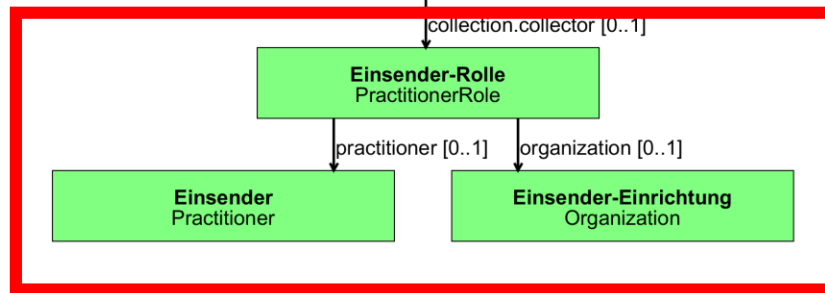 collection.collector [0..1]
Einsender-Rolle
PractitionerRole
practitioner [0..1]
organization [0..1]
Einsender
Practitioner
Einsender-Einrichtung
Organization